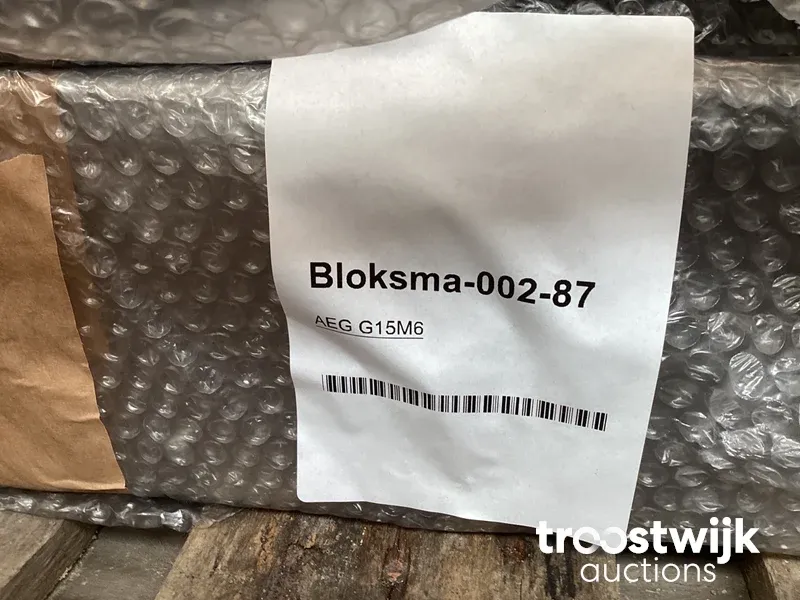 Bloksma-002-87
AEG G15M6
troostwijk
auctions